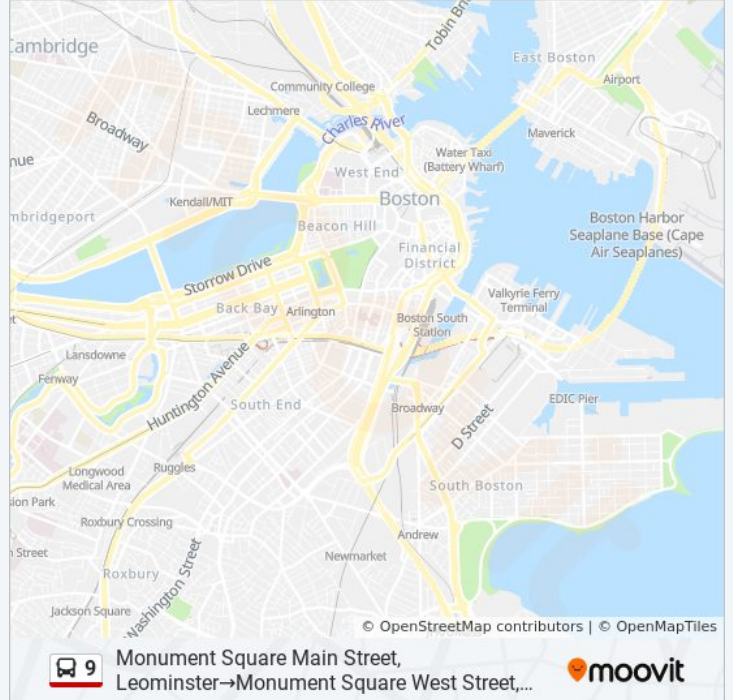 Cambridge
Tobin Bri
East Boston
Community College
Airport
Lechmere
Broadway
Charles River
Maverick
Water Taxi
(Battery Wharf)
nue
West End
Kendall/MIT
Boston
mbridgeport
Beacon Hill
Boston Harbor
Seaplane Base (Cape
Air Seaplanes)
Financial
District
Storrow Drive
Valkyrie Ferry
Terminal
Back Bay
Arlington
Boston South
Station
et
Lansdowne
Fenway
Huntington Avenue
EDIC Pier
South End
Broadway
D Street
Longwood
Medical Area
Ruggles
South Boston
sion Park
Roxbury Crossing
Andrew
n Street
Newmarket
Roxbury
Washington Street
Jackson Square
© OpenStreetMap contributors | © OpenMapTiles
9
Monument Square Main Street,
Leominster→Monument Square West Street,...
moovit